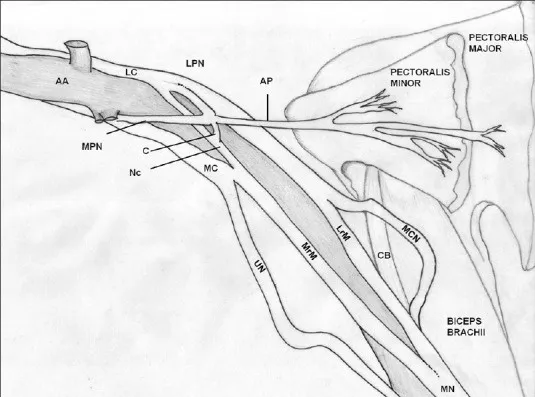 PECTORALIS
MAJOR
LPN
LC
AP
PECTORALIS
MINOR
AA
MPN
C
Nc
MC
LrM
MCN
MrM
UN
CB
BICEPS
BRACHII
MN